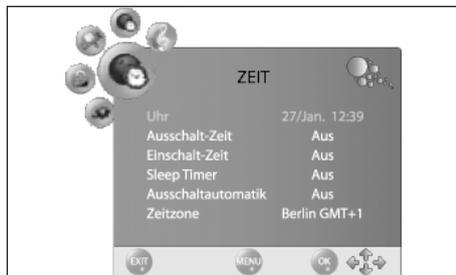 ZEIT
Uhr 27/Jan. 12:39
Ausschalt-Zeit Aus
Einschalt-Zeit Aus
Sleep Timer Aus
Ausschaltautomatik Aus
Zeitzone Berlin GMT+1
EXIT MENU OK